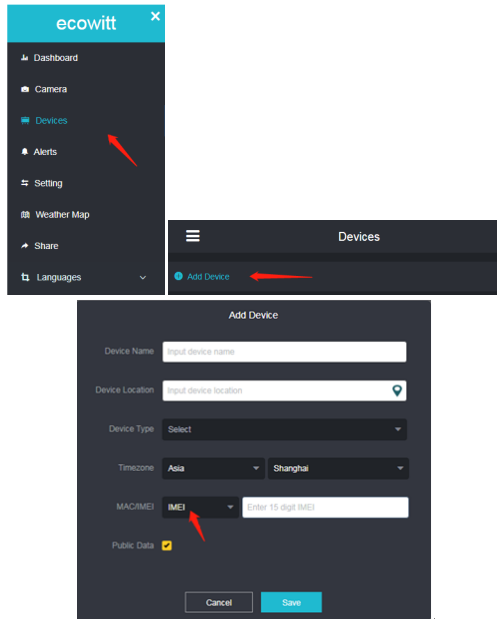 ecowitt
×
Dashboard
Camera
Devices
Alerts
Setting
Weather Map
Share
Languages
Devices
Add Device
Add Device
Device Name Input device name
Device Location Input device location
Device Type Select
Timezone Asia Shanghai
MAC/IMEI IMEI Enter 15 digit IMEI
Public Data
Cancel Save